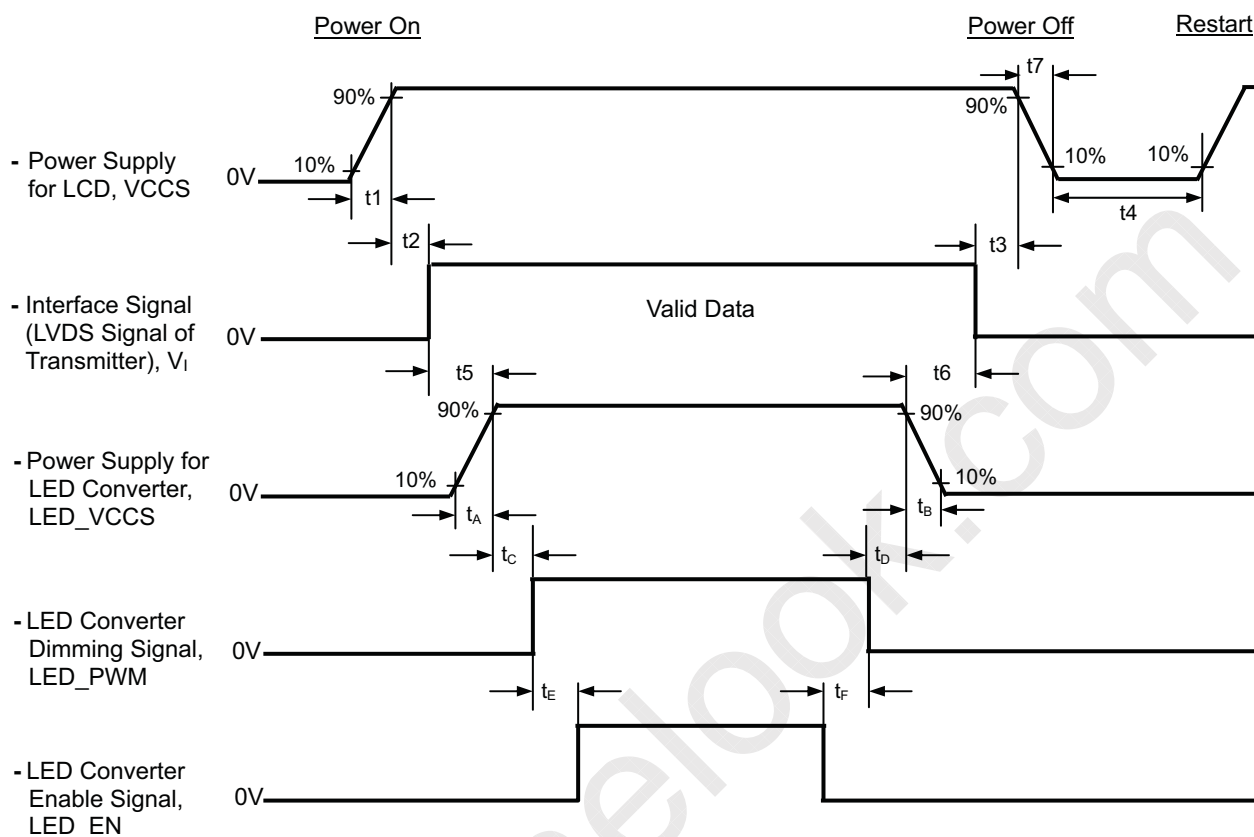 Power On
Power Off
Restart
t7
90%
90%
- Power Supply
for LCD, VCCS
0V
10%
10%
10%
t1
t4
t2
t3
- Interface Signal
(LVDS Signal of
Transmitter), VI
0V
Valid Data
t5
t6
90%
90%
- Power Supply for
LED Converter,
LED_VCCS
0V
10%
10%
tA
tB
tC
tD
- LED Converter
Dimming Signal,
LED_PWM
0V
tE
tF
- LED Converter
Enable Signal,
LED_EN
0V
elook.com